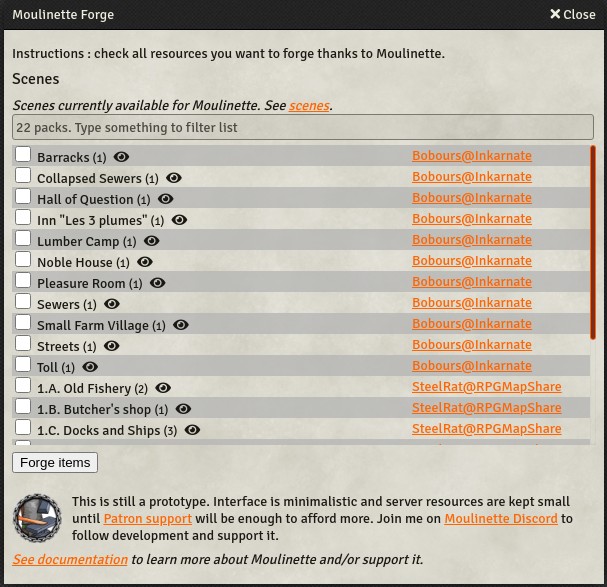 Moulinette Forge
Close
Instructions : check all resources you want to forge thanks to Moulinette.
Scenes
Scenes currently available for Moulinette. See scenes.
22 packs. Type something to filter list
Barracks (1) Bobours@Inkarnate
Collapsed Sewers (1) Bobours@Inkarnate
Hall of Question (1) Bobours@Inkarnate
Inn "Les 3 plumes" (1) Bobours@Inkarnate
Lumber Camp (1) Bobours@Inkarnate
Noble House (1) Bobours@Inkarnate
Pleasure Room (1) Bobours@Inkarnate
Sewers (1) Bobours@Inkarnate
Small Farm Village (1) Bobours@Inkarnate
Streets (1) Bobours@Inkarnate
Toll (1) Bobours@Inkarnate
1.A. Old Fishery (2) SteelRat@RPGMapShare
1.B. Butcher's shop (1) SteelRat@RPGMapShare
1.C. Docks and Ships (3) SteelRat@RPGMapShare
Forge items
This is still a prototype. Interface is minimalistic and server resources are kept small
until Patron support will be enough to afford more. Join me on Moulinette Discord to
follow development and support it.
See documentation to learn more about Moulinette and/or support it.